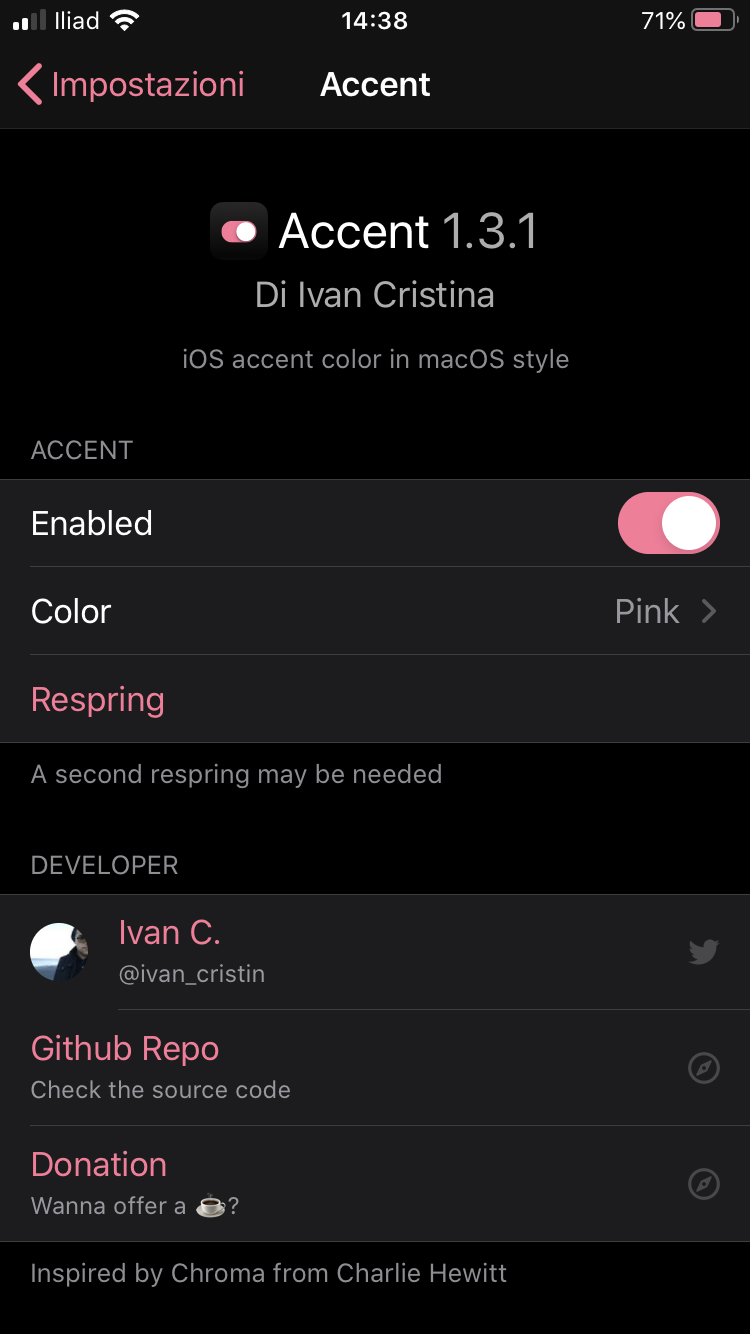 Iliad 14:38 71%
Impostazioni Accent
Accent 1.3.1
Di Ivan Cristina
iOS accent color in macOS style
ACCENT
Enabled
Color Pink
Respring
A second respring may be needed
DEVELOPER
Ivan C.
@ivan_cristin
Github Repo
Check the source code
Donation
Wanna offer a ☕?
Inspired by Chroma from Charlie Hewitt